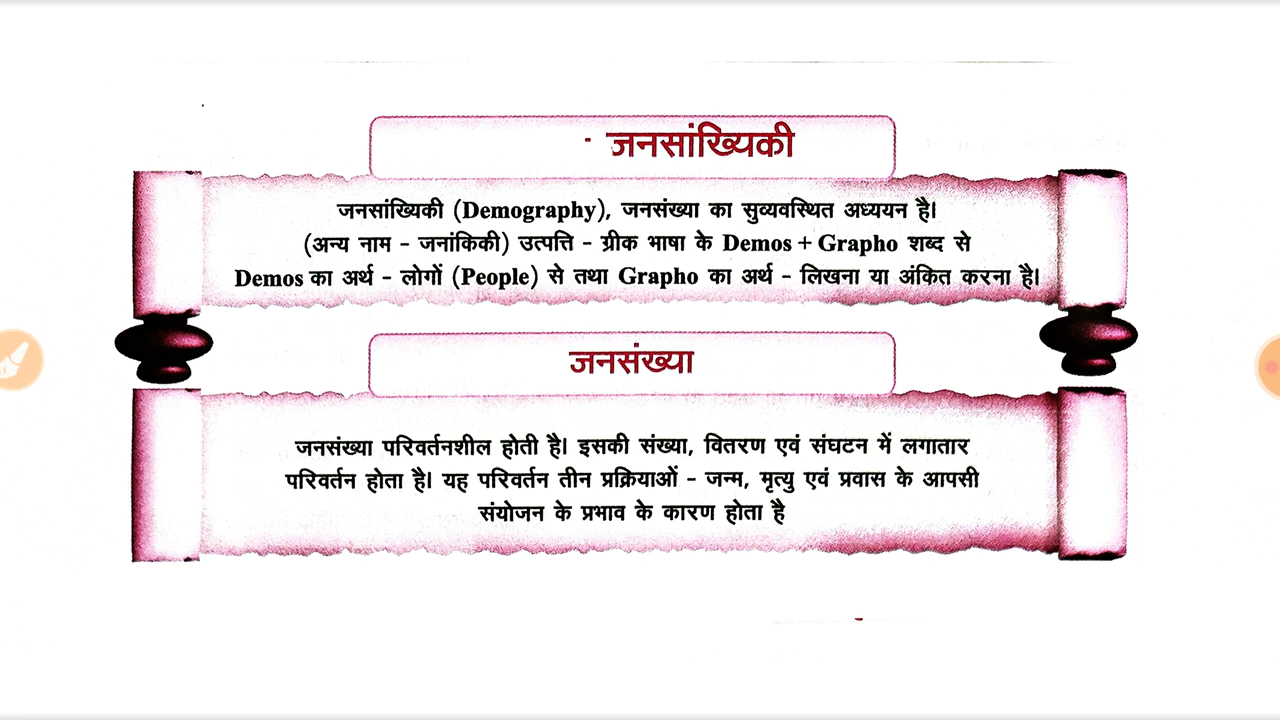 जनसांख्यिकी
जनसांख्यिकी (Demography), जनसंख्या का सुव्यवस्थित अध्ययन है।
(अन्य नाम - जनांकिकी) उत्पत्ति - ग्रीक भाषा के Demos + Grapho शब्द से
Demos का अर्थ - लोगों (People) से तथा Grapho का अर्थ - लिखना या अंकित करना है।
जनसंख्या
जनसंख्या परिवर्तनशील होती है। इसकी संख्या, वितरण एवं संघटन में लगातार
परिवर्तन होता है। यह परिवर्तन तीन प्रक्रियाओं - जन्म, मृत्यु एवं प्रवास के आपसी
संयोजन के प्रभाव के कारण होता है